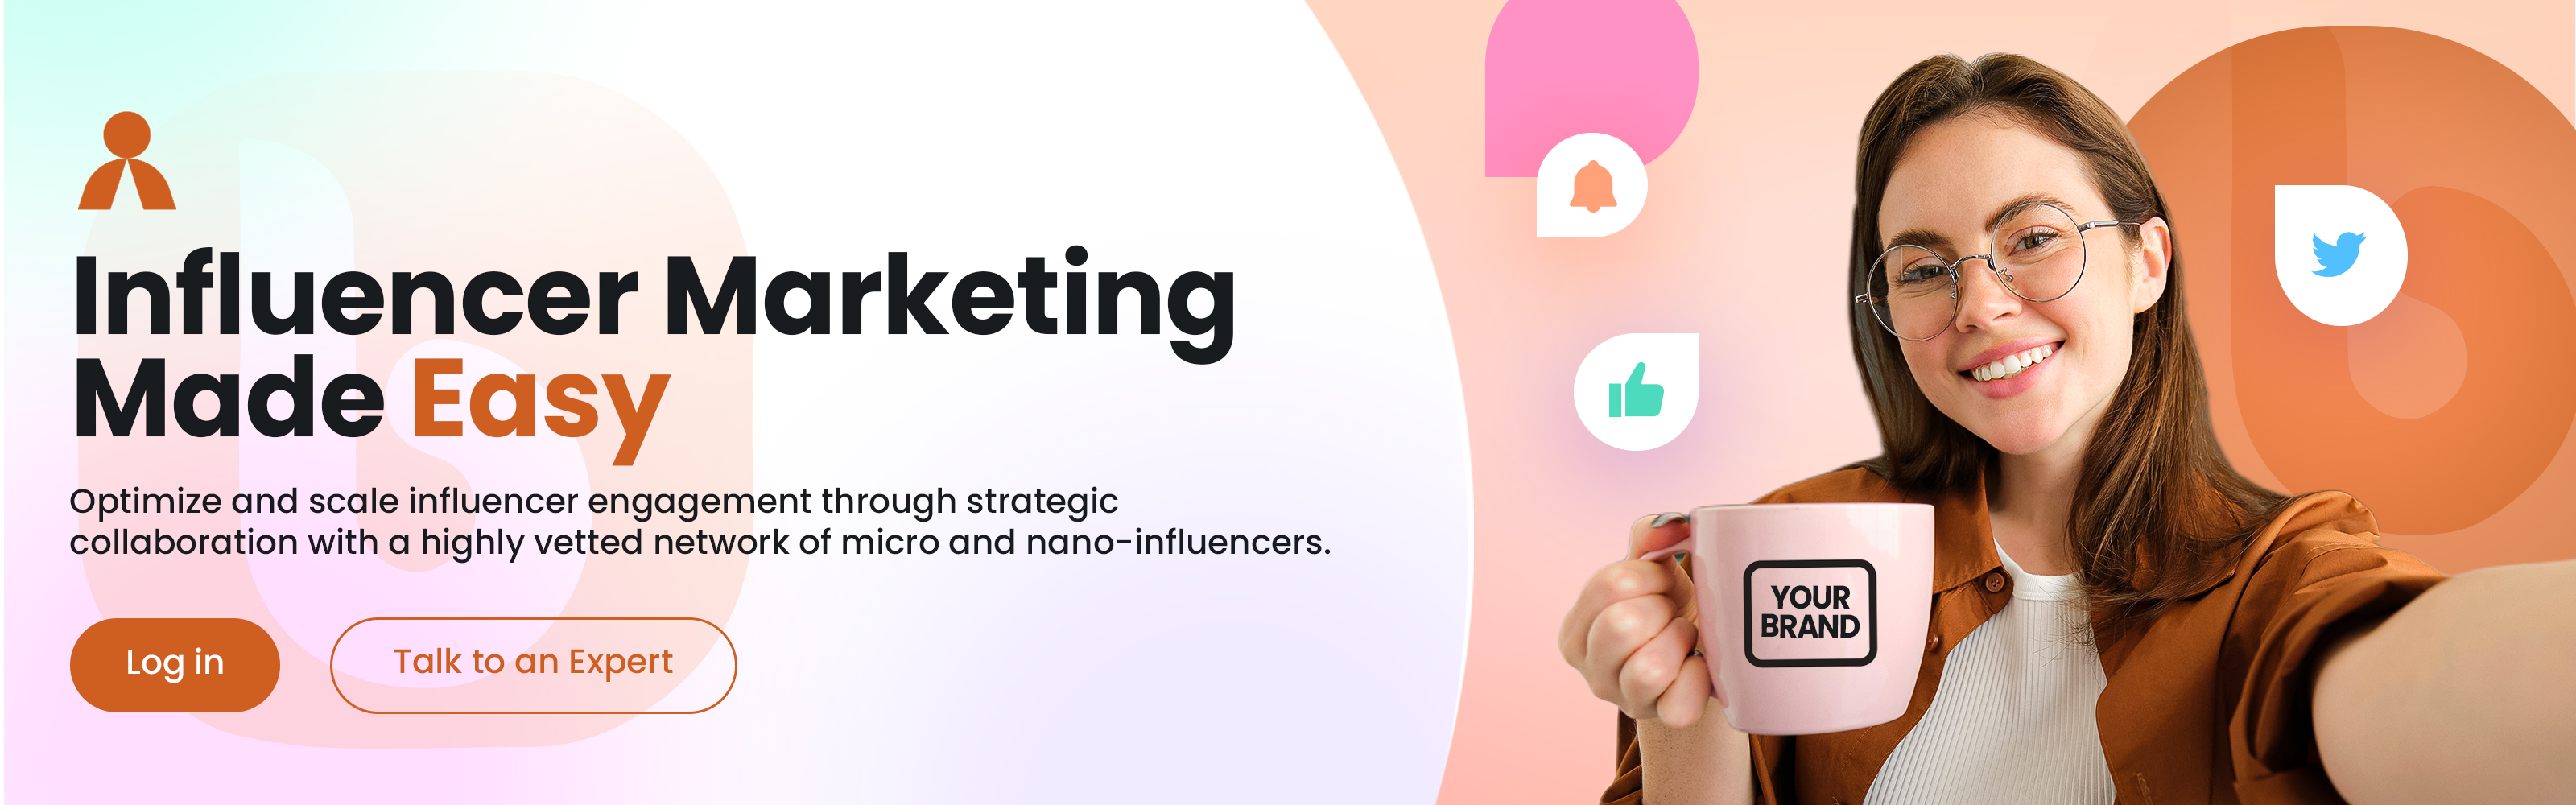 Influencer Marketing
Made Easy
Optimize and scale influencer engagement through strategic
collaboration with a highly vetted network of micro and nano-influencers.
Log in
Talk to an Expert
YOUR
BRAND